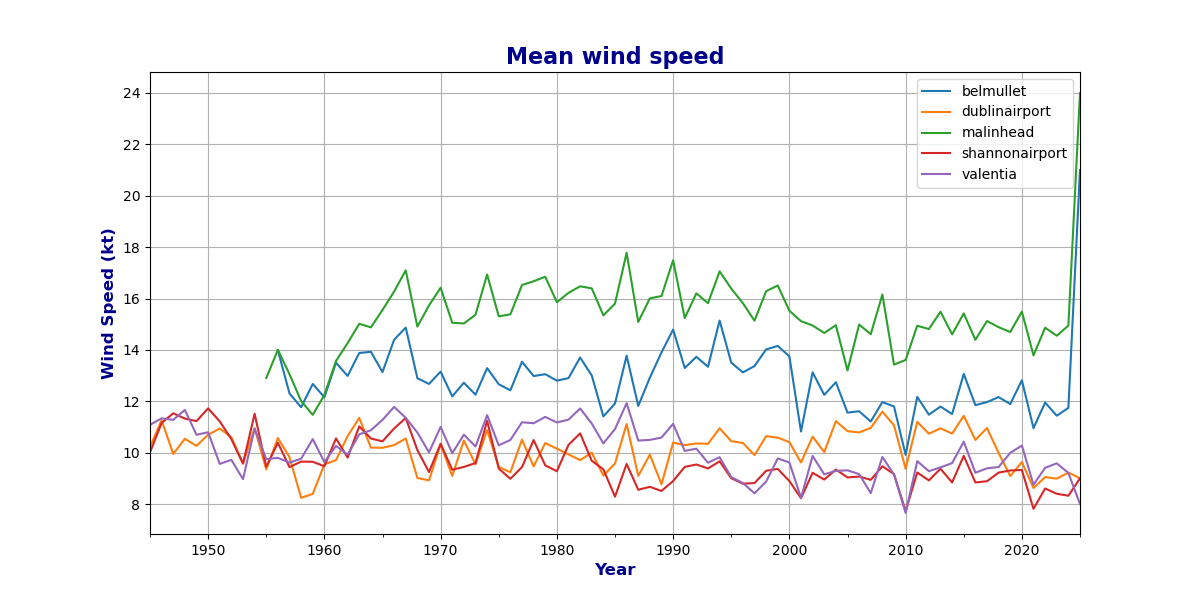 Mean wind speed
belmullet
dublinairport
malinhead
shannonairport
valentia
Wind Speed (kt)
24
22
20
18
16
14
12
10
8
1950 1960 1970 1980 1990 2000 2010 2020
Year